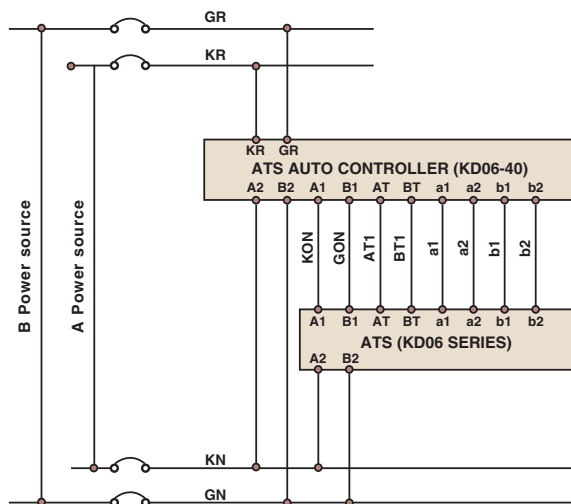 GR
KR
KR GR
ATS AUTO CONTROLLER (KD06-40)
A2 B2 A1 B1 AT BT a1 a2 b1 b2
B Power source
A Power source
KON
GON
AT1
BT1
a1
a2
b1
b2
A1 B1 AT BT a1 a2 b1 b2
ATS (KD06 SERIES)
A2 B2
KN
GN